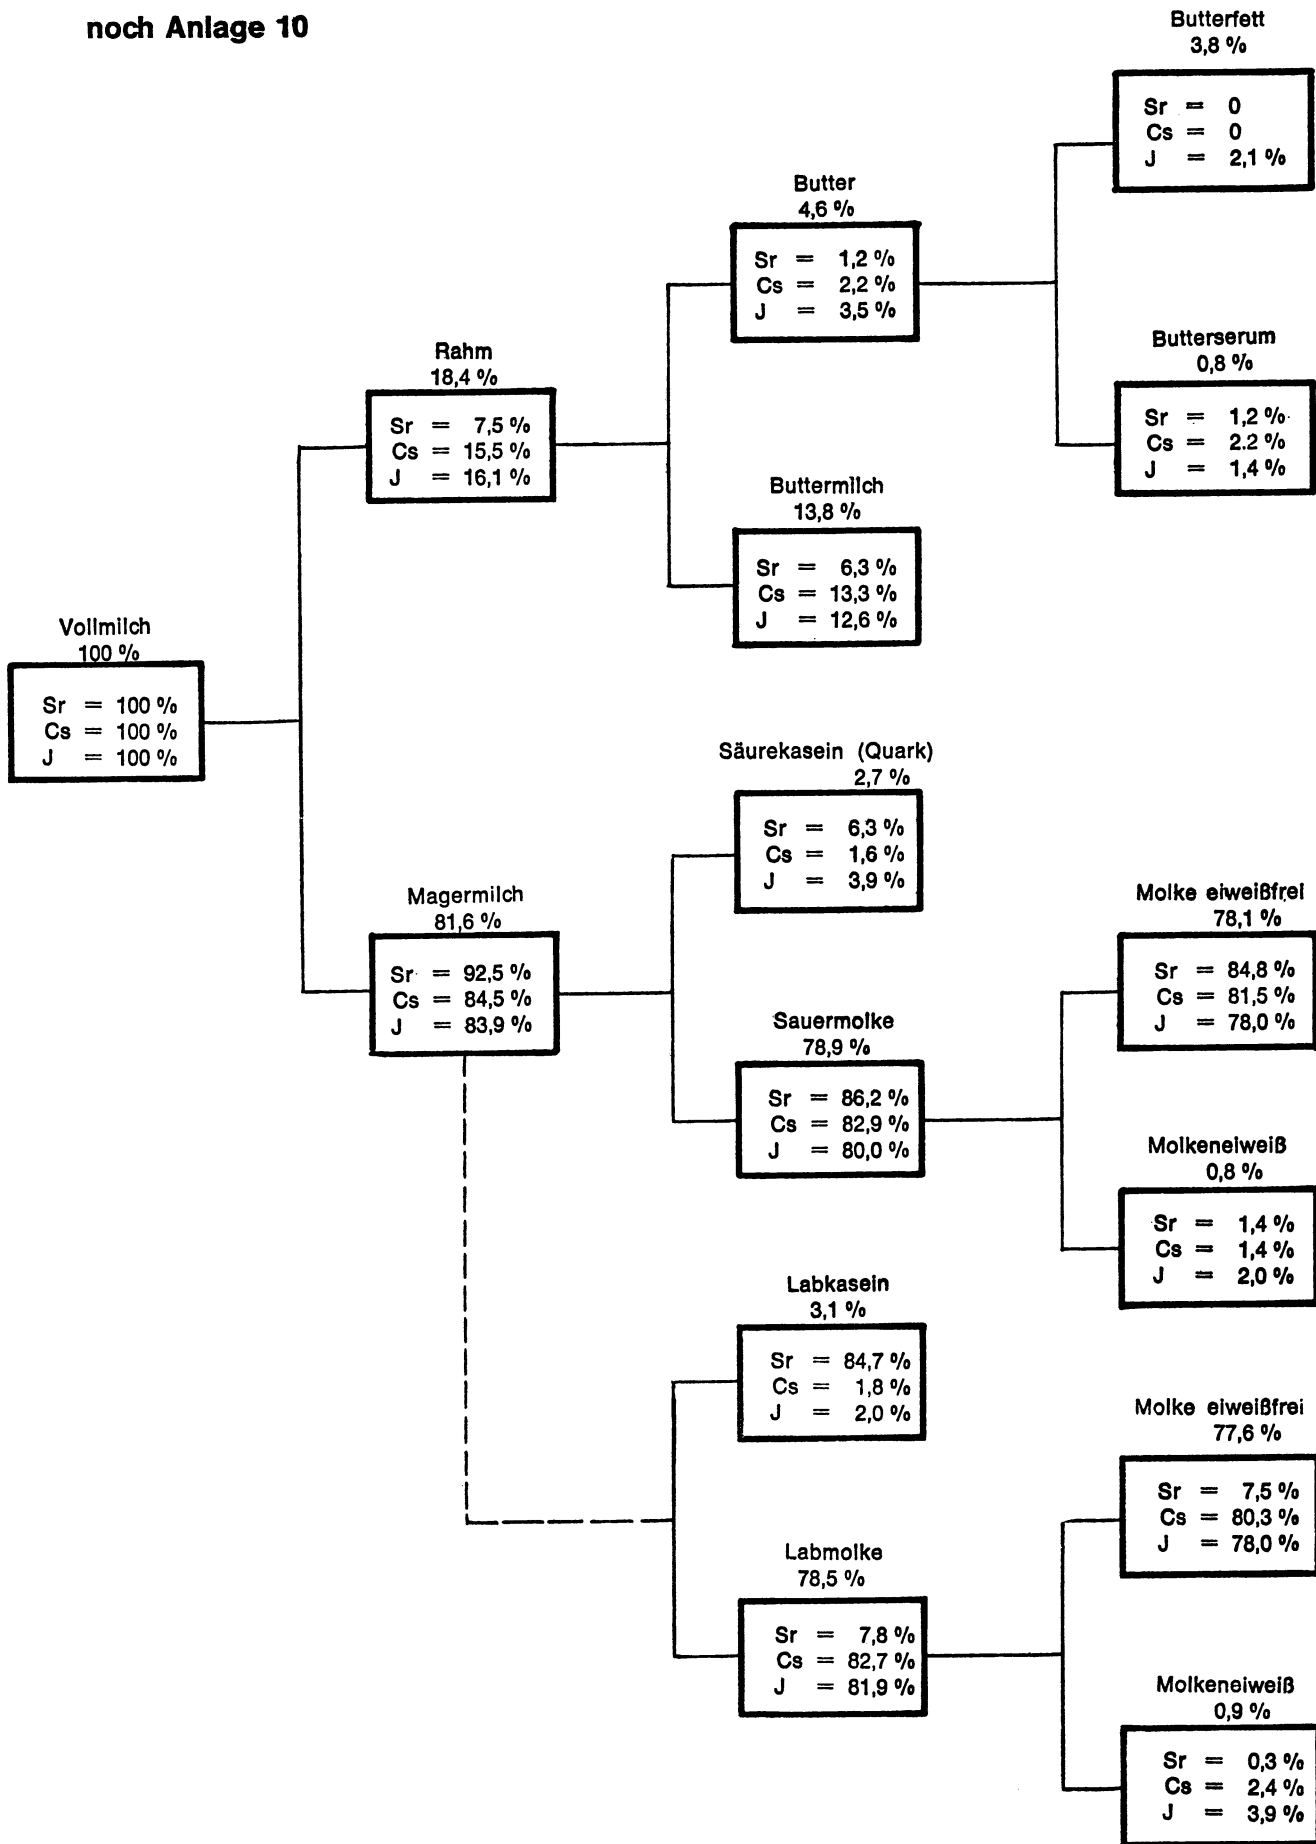 noch Anlage 10
Butterfett
3,8 %
Sr = 0
Cs = 0
J = 2,1 %
Butter
4,6 %
Sr = 1,2 %
Cs = 2,2 %
J = 3,5 %
Butterserum
0,8 %
Sr = 1,2 %
Cs = 2.2 %
J = 1,4 %
Rahm
18,4 %
Sr = 7,5 %
Cs = 15,5 %
J = 16,1 %
Buttermilch
13,8 %
Sr = 6,3 %
Cs = 13,3 %
J = 12,6 %
Vollmilch
100 %
Sr = 100 %
Cs = 100 %
J = 100 %
Säurekasein (Quark)
2,7 %
Sr = 6,3 %
Cs = 1,6 %
J = 3,9 %
Magermilch
81,6 %
Sr = 92,5 %
Cs = 84,5 %
J = 83,9 %
Molke eiweißfrei
78,1 %
Sr = 84,8 %
Cs = 81,5 %
J = 78,0 %
Sauermolke
78,9 %
Sr = 86,2 %
Cs = 82,9 %
J = 80,0 %
Molkeneiweiß
0,8 %
Sr = 1,4 %
Cs = 1,4 %
J = 2,0 %
Labkasein
3,1 %
Sr = 84,7 %
Cs = 1,8 %
J = 2,0 %
Molke eiweißfrei
77,6 %
Sr = 7,5 %
Cs = 80,3 %
J = 78,0 %
Labmolke
78,5 %
Sr = 7,8 %
Cs = 82,7 %
J = 81,9 %
Molkeneiweiß
0,9 %
Sr = 0,3 %
Cs = 2,4 %
J = 3,9 %